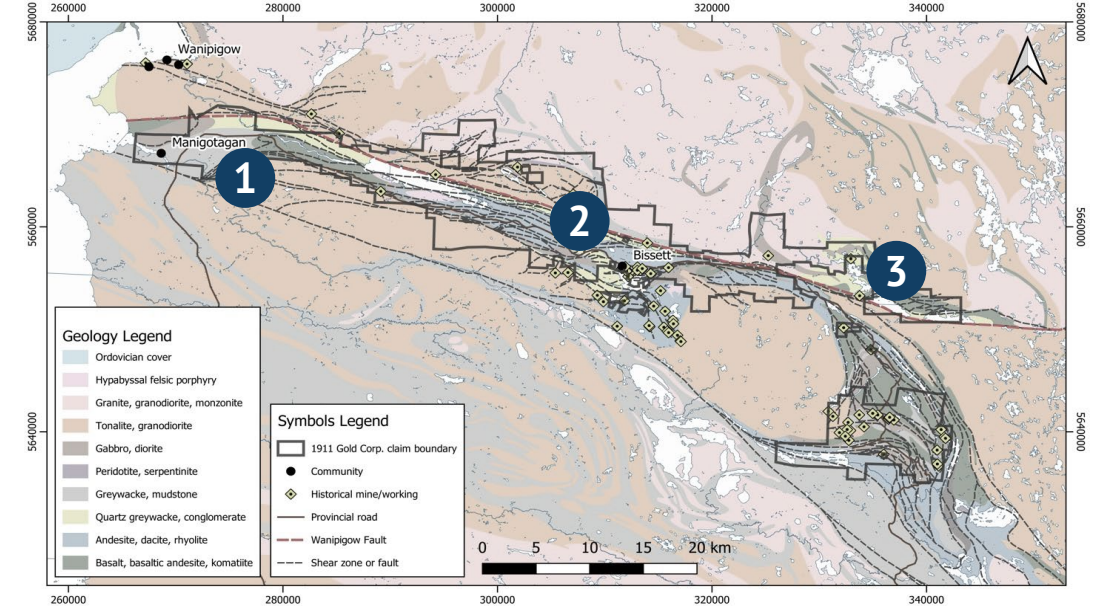 260000 280000 300000 320000 340000
5680000 5680000
Wanipigow
Manigotagan
1
5660000 5660000
2
Bissett
3
5640000 5640000
Geology Legend
Ordovician cover
Hypabyssal felsic porphyry
Granite, granodiorite, monzonite
Tonalite, granodiorite
Gabbro, diorite
Peridotite, serpentinite
Greywacke, mudstone
Quartz greywacke, conglomerate
Andesite, dacite, rhyolite
Basalt, basaltic andesite, komatiite
Symbols Legend
1911 Gold Corp. claim boundary
Community
Historical mine/working
Provincial road
Wanipigow Fault
Shear zone or fault
0 5 10 15 20 km
260000 280000 300000 320000 340000